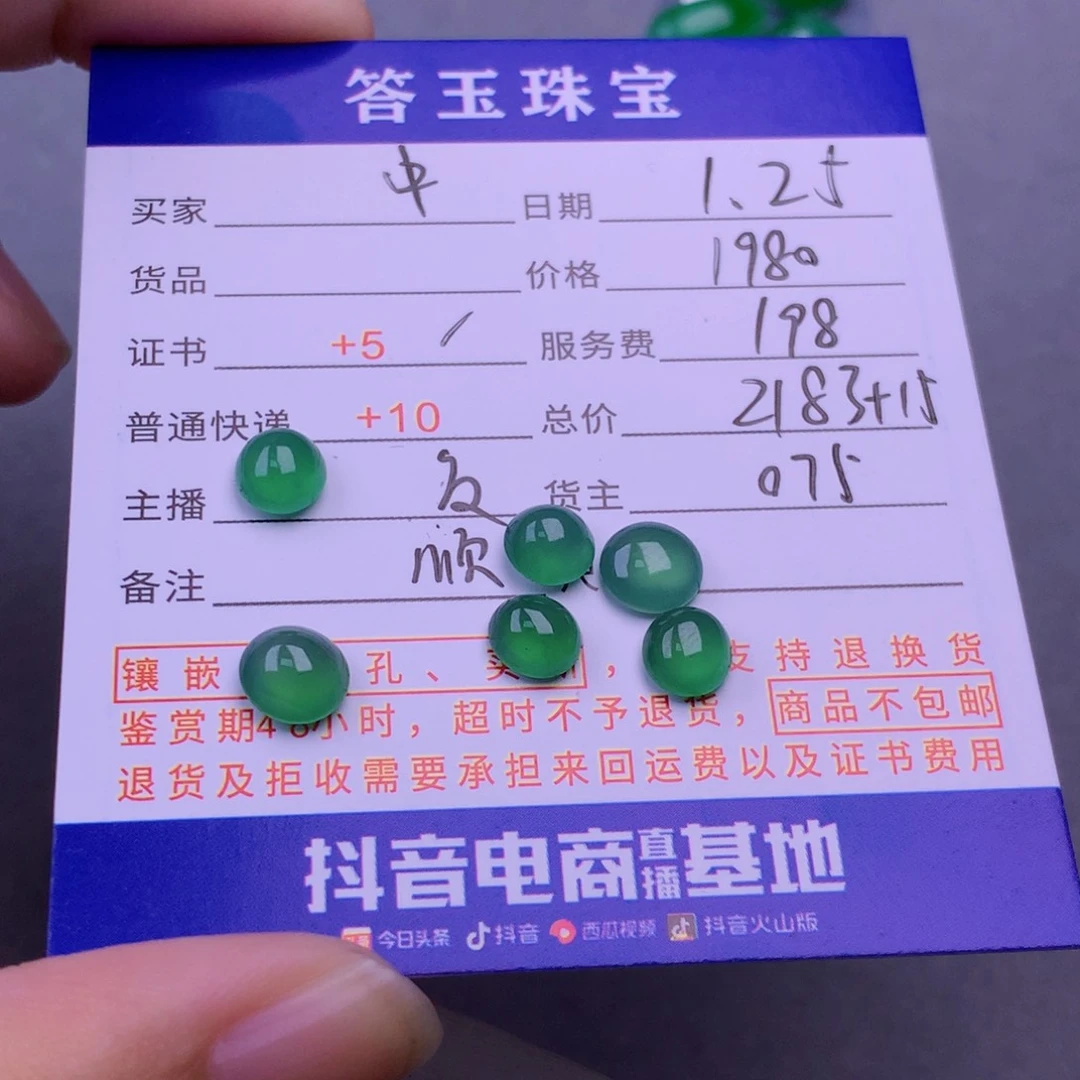 答玉珠宝
买家 中 日期 1.25
货品 价格 1980
证书 +5 / 服务费 198
普通快递 +10 总价 2183+15
主播 货主 075
备注 顺
镶嵌 孔、 ， 支持退换货
鉴赏期48小时，超时不予退货，商品不包邮
退货及拒收需要承担来回运费以及证书费用
抖音电商直播基地
今日头条 抖音 西瓜视频 抖音火山版